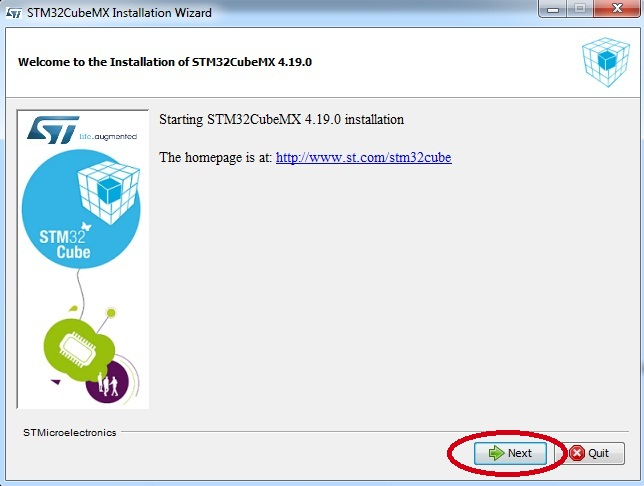 STM32CubeMX Installation Wizard
Welcome to the Installation of STM32CubeMX 4.19.0
Starting STM32CubeMX 4.19.0 installation
The homepage is at: http://www.st.com/stm32cube
ST
life.augmented
STM32
Cube
STMicroelectronics
Next
Quit